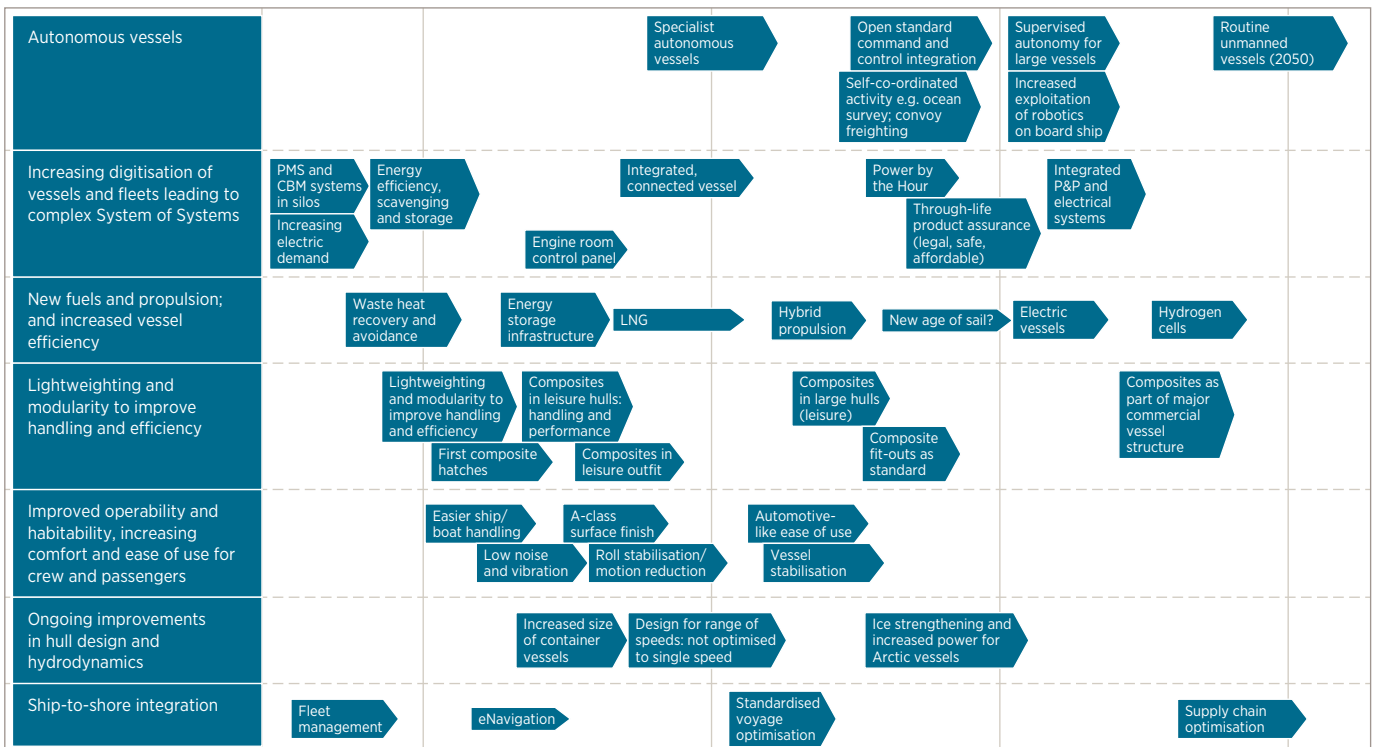 Autonomous vessels
Specialist
autonomous
vessels
Open standard
command and
control integration
Self-co-ordinated
activity e.g. ocean
survey; convoy
freighting
Supervised
autonomy for
large vessels
Increased
exploitation
of robotics
on board ship
Routine
unmanned
vessels (2050)
Increasing digitisation of
vessels and fleets leading to
complex System of Systems
PMS and
CBM systems
in silos
Increasing
electric
demand
Energy
efficiency,
scavenging
and storage
Engine room
control panel
Integrated,
connected vessel
Power by
the Hour
Through-life
product assurance
(legal, safe,
affordable)
Integrated
P&P and
electrical
systems
New fuels and propulsion;
and increased vessel
efficiency
Waste heat
recovery and
avoidance
Energy
storage
infrastructure
LNG
Hybrid
propulsion
New age of sail?
Electric
vessels
Hydrogen
cells
Lightweighting and
modularity to improve
handling and efficiency
Lightweighting
and modularity to
improve handling
and efficiency
First composite
hatches
Composites
in leisure hulls:
handling and
performance
Composites in
leisure outfit
Composites
in large hulls
(leisure)
Composite
fit-outs as
standard
Composites as
part of major
commercial
vessel
structure
Improved operability and
habitability, increasing
comfort and ease of use for
crew and passengers
Easier ship/
boat handling
Low noise
and vibration
A-class
surface finish
Roll stabilisation/
motion reduction
Automotive-
like ease of use
Vessel
stabilisation
Ongoing improvements
in hull design and
hydrodynamics
Increased size
of container
vessels
Design for range of
speeds: not optimised
to single speed
Ice strengthening and
increased power for
Arctic vessels
Ship-to-shore integration
Fleet
management
eNavigation
Standardised
voyage
optimisation
Supply chain
optimisation